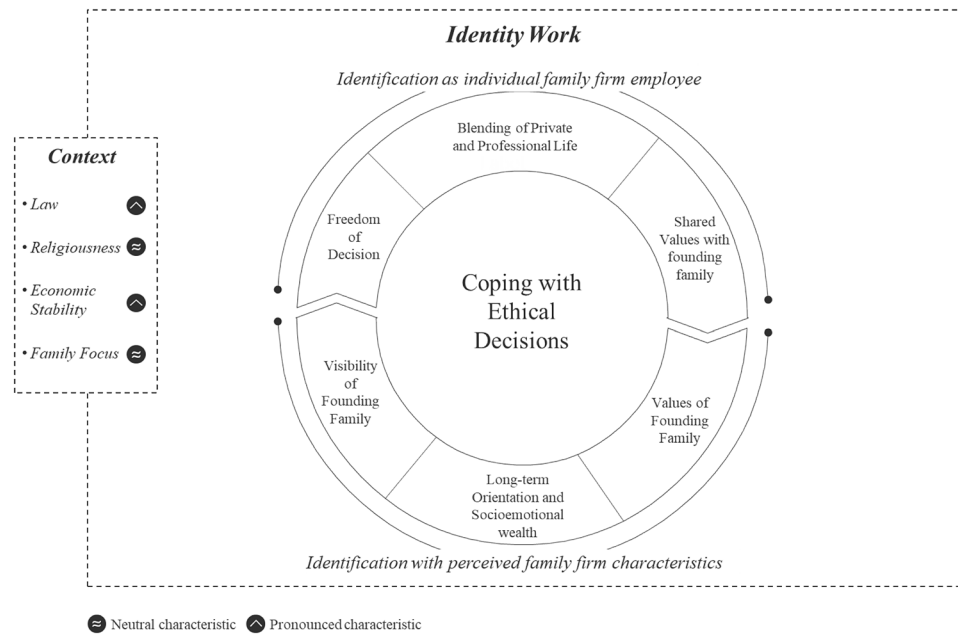 Identity Work
Identification as individual family firm employee
Context
• Law
• Religiousness
• Economic
Stability
• Family Focus
Blending of Private
and Professional Life
Freedom
of
Decision
Shared
Values with
founding
family
Coping with
Ethical
Decisions
Visibility
of
Founding
Family
Values of
Founding
Family
Long-term
Orientation and
Socioemotional
wealth
Identification with perceived family firm characteristics
Neutral characteristic
Pronounced characteristic